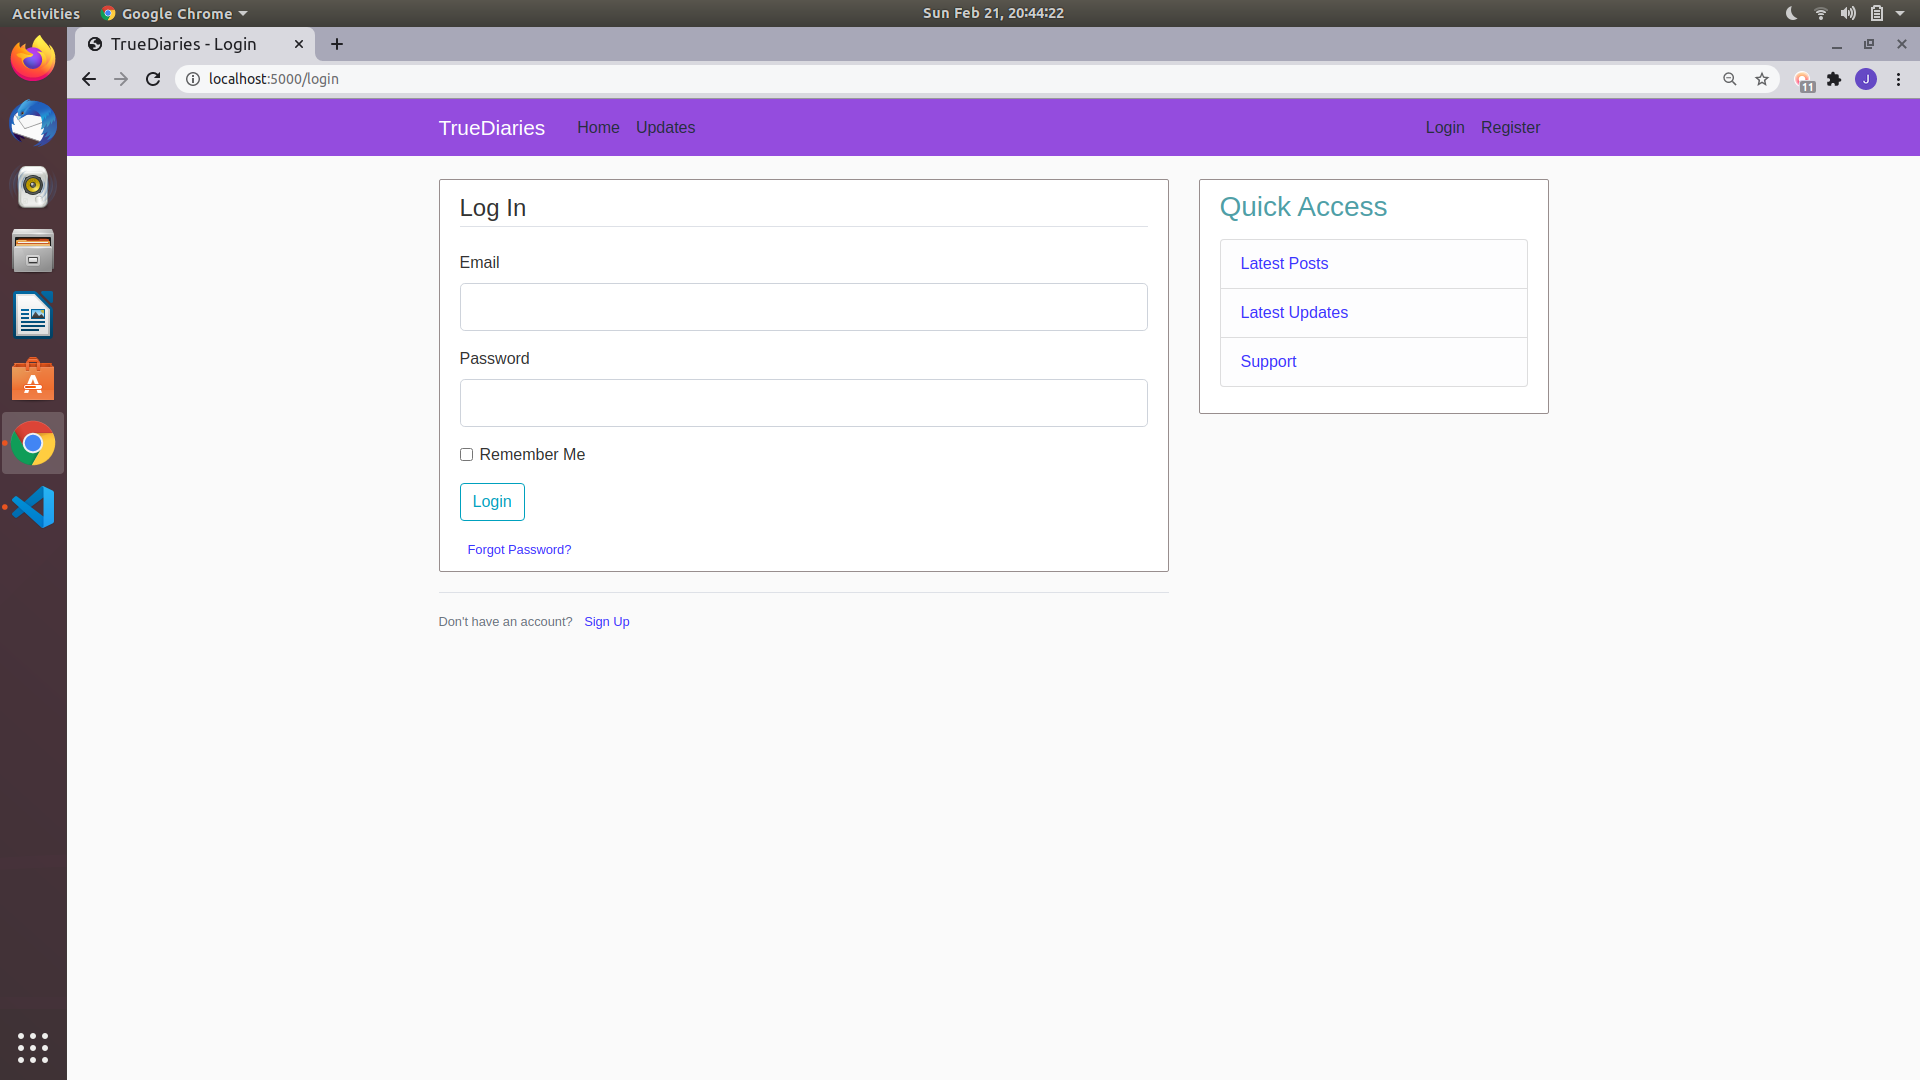 Activities
Google Chrome
Sun Feb 21, 20:44:22
TrueDiaries - Login
localhost:5000/login
11
J
TrueDiaries
Home
Updates
Login
Register
Log In
Email
Password
Remember Me
Login
Forgot Password?
Don't have an account? Sign Up
Quick Access
Latest Posts
Latest Updates
Support